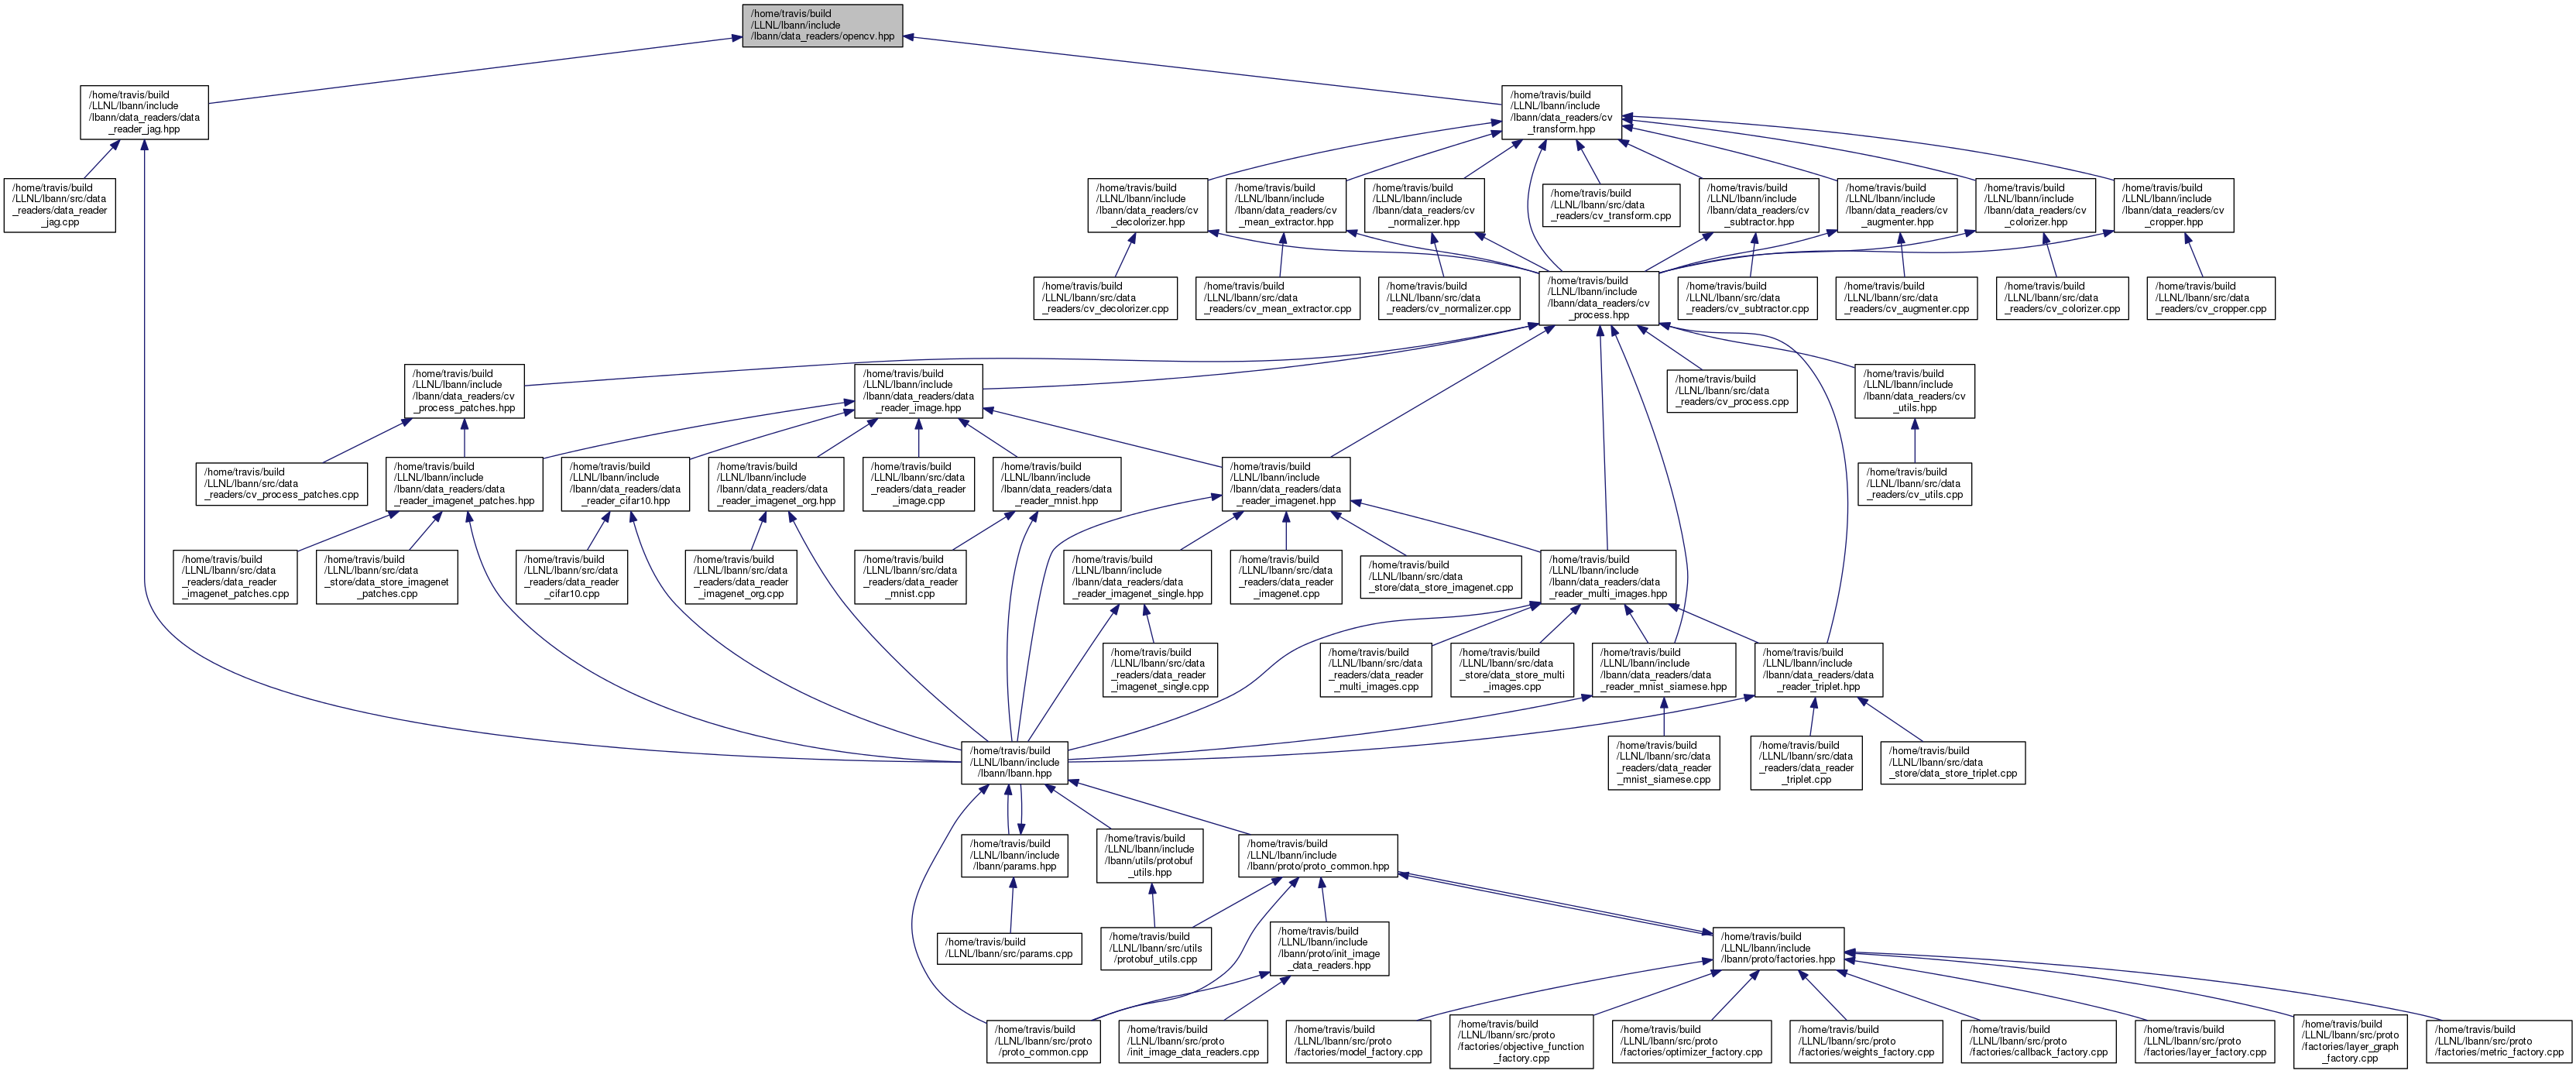 /home/travis/build
/LLNL/lbann/include
/lbann/data_readers/opencv.hpp
/home/travis/build
/LLNL/lbann/include
/lbann/data_readers/data
_reader_jag.hpp
/home/travis/build
/LLNL/lbann/include
/lbann/data_readers/cv
_transform.hpp
/home/travis/build
/LLNL/lbann/src/data
_readers/data_reader
_jag.cpp
/home/travis/build
/LLNL/lbann/include
/lbann/data_readers/cv
_decolorizer.hpp
/home/travis/build
/LLNL/lbann/include
/lbann/data_readers/cv
_mean_extractor.hpp
/home/travis/build
/LLNL/lbann/include
/lbann/data_readers/cv
_normalizer.hpp
/home/travis/build
/LLNL/lbann/src/data
_readers/cv_transform.cpp
/home/travis/build
/LLNL/lbann/include
/lbann/data_readers/cv
_subtractor.hpp
/home/travis/build
/LLNL/lbann/include
/lbann/data_readers/cv
_augmenter.hpp
/home/travis/build
/LLNL/lbann/include
/lbann/data_readers/cv
_colorizer.hpp
/home/travis/build
/LLNL/lbann/include
/lbann/data_readers/cv
_cropper.hpp
/home/travis/build
/LLNL/lbann/src/data
_readers/cv_decolorizer.cpp
/home/travis/build
/LLNL/lbann/src/data
_readers/cv_mean_extractor.cpp
/home/travis/build
/LLNL/lbann/src/data
_readers/cv_normalizer.cpp
/home/travis/build
/LLNL/lbann/include
/lbann/data_readers/cv
_process.hpp
/home/travis/build
/LLNL/lbann/src/data
_readers/cv_subtractor.cpp
/home/travis/build
/LLNL/lbann/src/data
_readers/cv_augmenter.cpp
/home/travis/build
/LLNL/lbann/src/data
_readers/cv_colorizer.cpp
/home/travis/build
/LLNL/lbann/src/data
_readers/cv_cropper.cpp
/home/travis/build
/LLNL/lbann/include
/lbann/data_readers/cv
_process_patches.hpp
/home/travis/build
/LLNL/lbann/include
/lbann/data_readers/data
_reader_image.hpp
/home/travis/build
/LLNL/lbann/src/data
_readers/cv_process.cpp
/home/travis/build
/LLNL/lbann/include
/lbann/data_readers/cv
_utils.hpp
/home/travis/build
/LLNL/lbann/src/data
_readers/cv_process_patches.cpp
/home/travis/build
/LLNL/lbann/include
/lbann/data_readers/data
_reader_imagenet_patches.hpp
/home/travis/build
/LLNL/lbann/include
/lbann/data_readers/data
_reader_cifar10.hpp
/home/travis/build
/LLNL/lbann/include
/lbann/data_readers/data
_reader_imagenet_org.hpp
/home/travis/build
/LLNL/lbann/src/data
_readers/data_reader
_image.cpp
/home/travis/build
/LLNL/lbann/include
/lbann/data_readers/data
_reader_mnist.hpp
/home/travis/build
/LLNL/lbann/include
/lbann/data_readers/data
_reader_imagenet.hpp
/home/travis/build
/LLNL/lbann/src/data
_readers/cv_utils.cpp
/home/travis/build
/LLNL/lbann/src/data
_readers/data_reader
_imagenet_patches.cpp
/home/travis/build
/LLNL/lbann/src/data
_store/data_store_imagenet
_patches.cpp
/home/travis/build
/LLNL/lbann/src/data
_readers/data_reader
_cifar10.cpp
/home/travis/build
/LLNL/lbann/src/data
_readers/data_reader
_imagenet_org.cpp
/home/travis/build
/LLNL/lbann/src/data
_readers/data_reader
_mnist.cpp
/home/travis/build
/LLNL/lbann/include
/lbann/data_readers/data
_reader_imagenet_single.hpp
/home/travis/build
/LLNL/lbann/src/data
_readers/data_reader
_imagenet.cpp
/home/travis/build
/LLNL/lbann/src/data
_store/data_store_imagenet.cpp
/home/travis/build
/LLNL/lbann/include
/lbann/data_readers/data
_reader_multi_images.hpp
/home/travis/build
/LLNL/lbann/src/data
_readers/data_reader
_imagenet_single.cpp
/home/travis/build
/LLNL/lbann/src/data
_readers/data_reader
_multi_images.cpp
/home/travis/build
/LLNL/lbann/src/data
_store/data_store_multi
_images.cpp
/home/travis/build
/LLNL/lbann/include
/lbann/data_readers/data
_reader_mnist_siamese.hpp
/home/travis/build
/LLNL/lbann/include
/lbann/data_readers/data
_reader_triplet.hpp
/home/travis/build
/LLNL/lbann/include
/lbann/lbann.hpp
/home/travis/build
/LLNL/lbann/src/data
_readers/data_reader
_mnist_siamese.cpp
/home/travis/build
/LLNL/lbann/src/data
_readers/data_reader
_triplet.cpp
/home/travis/build
/LLNL/lbann/src/data
_store/data_store_triplet.cpp
/home/travis/build
/LLNL/lbann/include
/lbann/params.hpp
/home/travis/build
/LLNL/lbann/include
/lbann/utils/protobuf
_utils.hpp
/home/travis/build
/LLNL/lbann/include
/lbann/proto/proto_common.hpp
/home/travis/build
/LLNL/lbann/src/params.cpp
/home/travis/build
/LLNL/lbann/src/utils
/protobuf_utils.cpp
/home/travis/build
/LLNL/lbann/include
/lbann/proto/init_image
_data_readers.hpp
/home/travis/build
/LLNL/lbann/include
/lbann/proto/factories.hpp
/home/travis/build
/LLNL/lbann/src/proto
/proto_common.cpp
/home/travis/build
/LLNL/lbann/src/proto
/init_image_data_readers.cpp
/home/travis/build
/LLNL/lbann/src/proto
/factories/model_factory.cpp
/home/travis/build
/LLNL/lbann/src/proto
/factories/objective_function
_factory.cpp
/home/travis/build
/LLNL/lbann/src/proto
/factories/optimizer_factory.cpp
/home/travis/build
/LLNL/lbann/src/proto
/factories/weights_factory.cpp
/home/travis/build
/LLNL/lbann/src/proto
/factories/callback_factory.cpp
/home/travis/build
/LLNL/lbann/src/proto
/factories/layer_factory.cpp
/home/travis/build
/LLNL/lbann/src/proto
/factories/layer_graph
_factory.cpp
/home/travis/build
/LLNL/lbann/src/proto
/factories/metric_factory.cpp